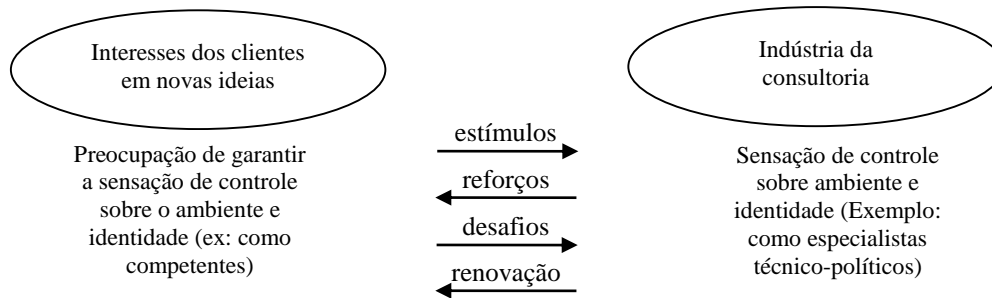 Interesses dos clientes
em novas ideias
Indústria da
consultoria
Preocupação de garantir
a sensação de controle
sobre o ambiente e
identidade (ex: como
competentes)
estímulos
reforços
desafios
renovação
Sensação de controle
sobre ambiente e
identidade (Exemplo:
como especialistas
técnico-políticos)